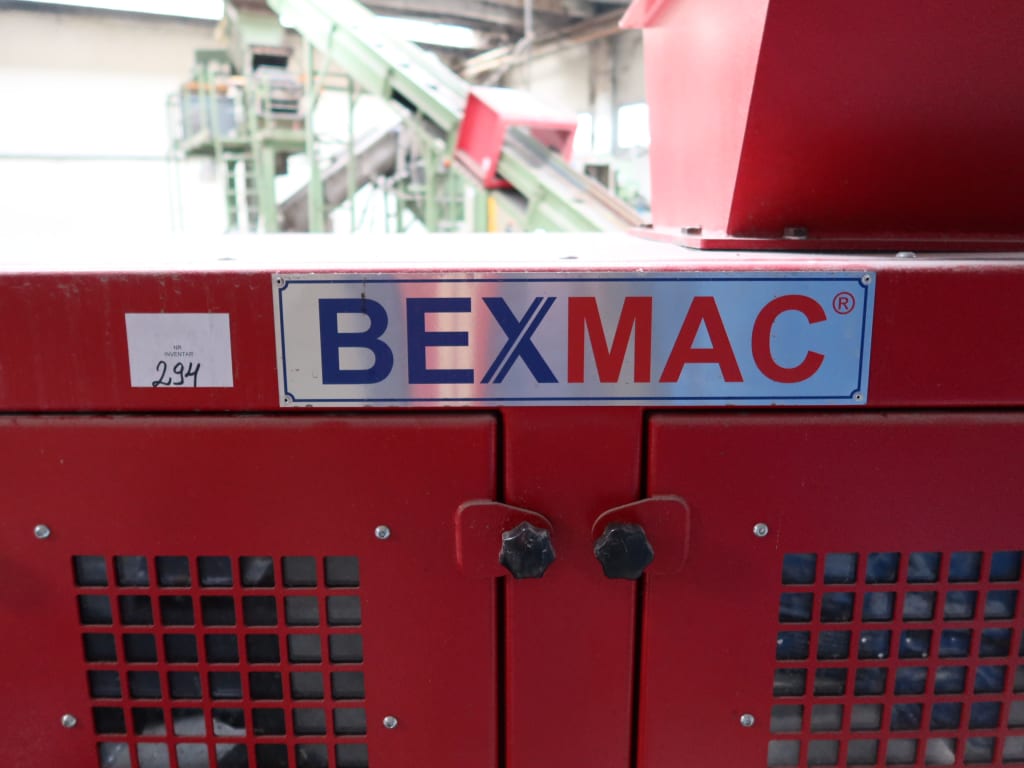 NR.
INVENTAR
294
BEXMAC®